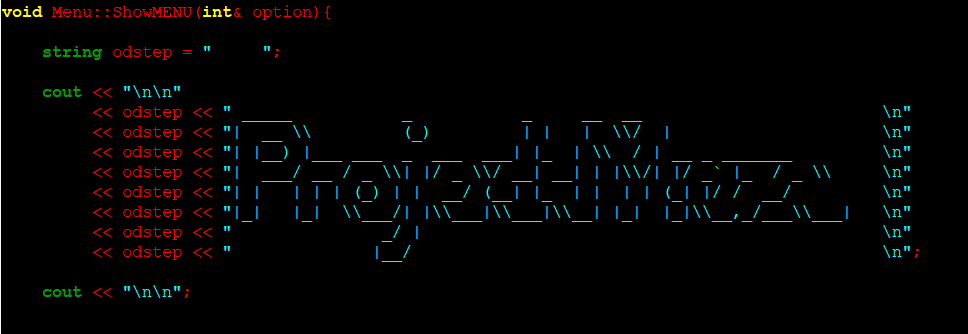 void Menu::ShowMENU(int& option){
string odstep = "     ";
cout << "\n\n"
<< odstep << " _____           _           _     __  __                        \n"
<< odstep << "|  __ \\         (_)         | |   |  \\/  |                     \n"
<< odstep << "| |__) |_ __ ___  _  ___  ___| |_  | \\  / | __ _ _______         \n"
<< odstep << "|  ___/ __/ _ \\| |/ _ \\/ __| __| | |\\/| |/ _` |_  / _ \\     \n"
<< odstep << "| |   | | | (_) | |  __/ (__| |_  | |  | | (_| |/ /  __/         \n"
<< odstep << "|_|   |_|  \\___/| |\\___|\\___|\\__| |_|  |_|\\__,_/___\\___|   \n"
<< odstep << "               _/ |                                              \n"
<< odstep << "              |__/                                               \n";
cout << "\n\n";